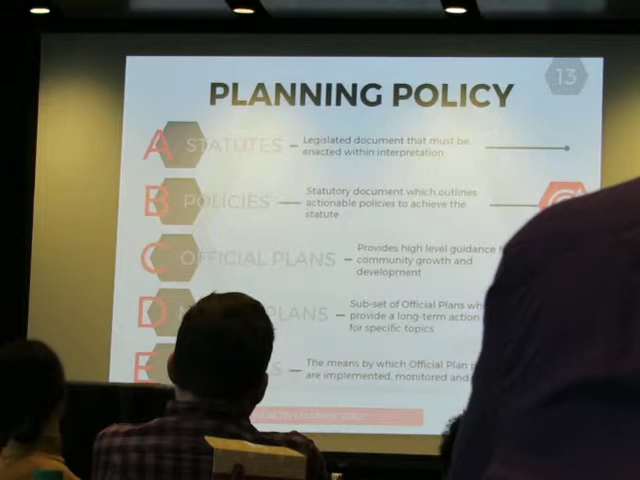 13
PLANNING POLICY
A STATUTES – Legislated document that must be
enacted within interpretation
B POLICIES – Statutory document which outlines
actionable policies to achieve the
statute
C OFFICIAL PLANS – Provides high level guidance
community growth and
development
D PLANS – Sub-set of Official Plans
provide a long-term action
for specific topics
E – The means by which Official Plan
are implemented, monitored and